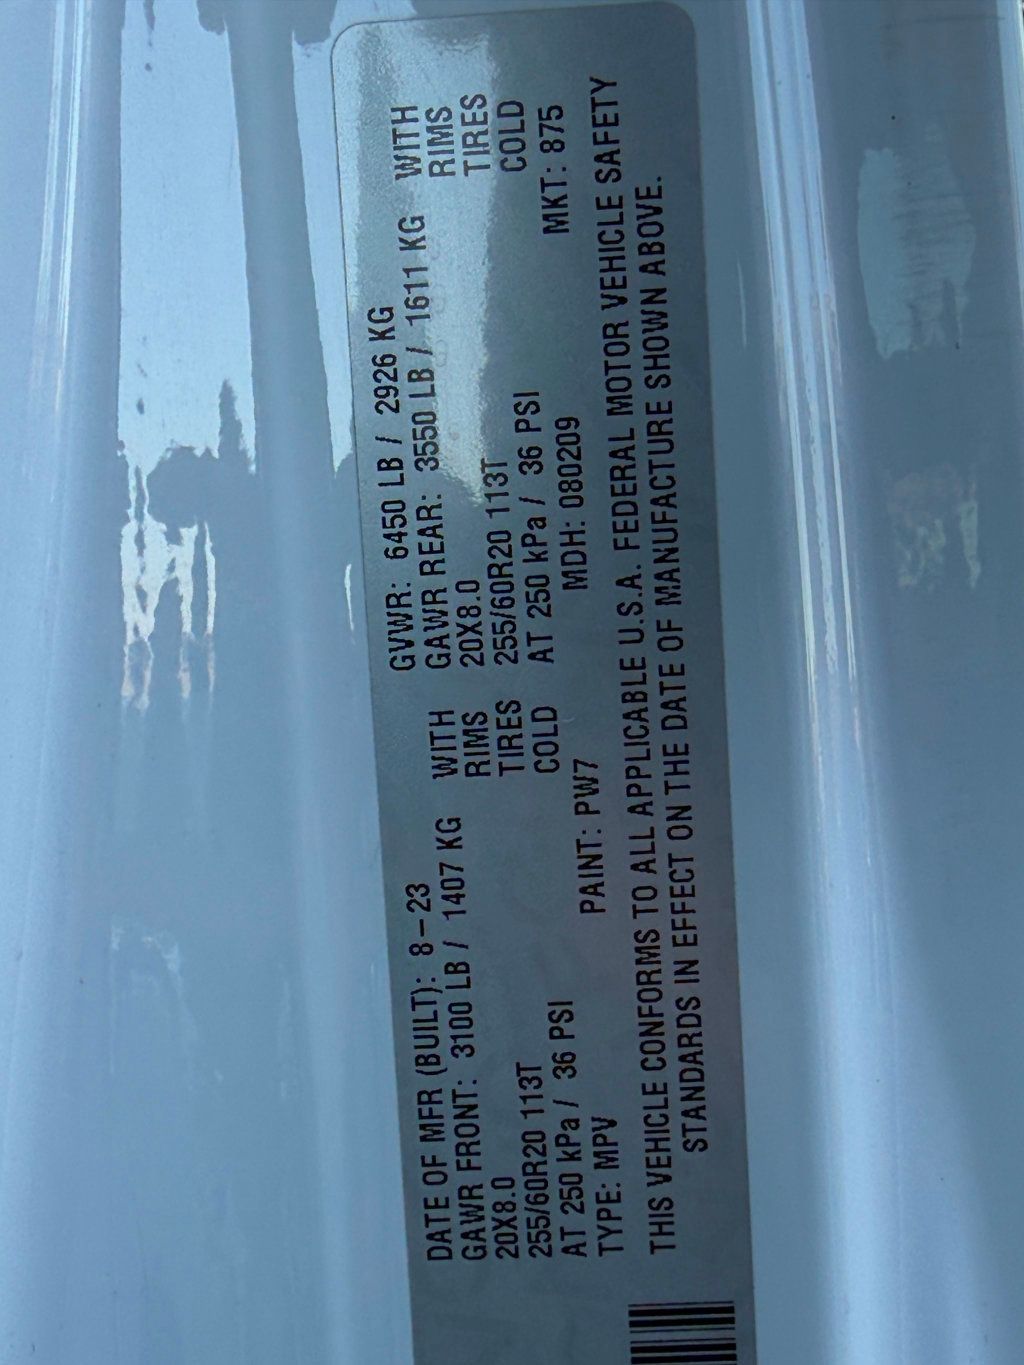 DATE OF MFR (BUILT): 8-23 GVWR: 6450 LB / 2926 KG
GAWR FRONT: 3100 LB / 1407 KG WITH GAWR REAR: 3550 LB / 1611 KG WITH
20X8.0 RIMS 20X8.0 RIMS
255/60R20 113T TIRES 255/60R20 113T TIRES
AT 250 kPa / 36 PSI COLD AT 250 kPa / 36 PSI COLD
TYPE: MPV PAINT: PW7 MDH: 080209 MKT: 875
THIS VEHICLE CONFORMS TO ALL APPLICABLE U.S.A. FEDERAL MOTOR VEHICLE SAFETY
STANDARDS IN EFFECT ON THE DATE OF MANUFACTURE SHOWN ABOVE.